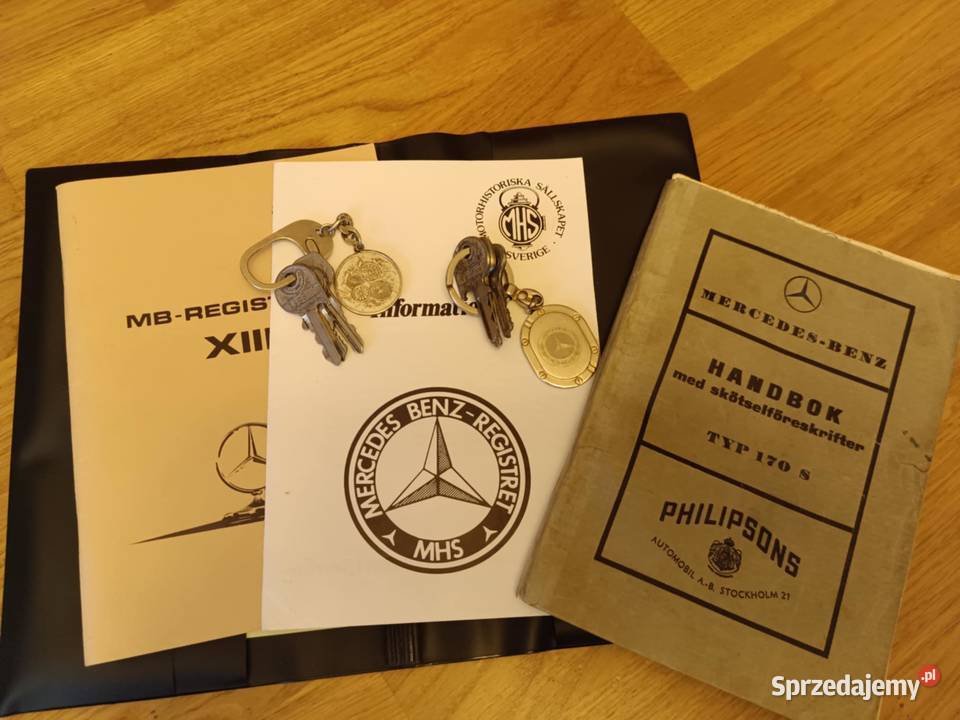 MB-REGIST
XIII
MOTORHISTORISKA SÄLLSKAPET · SVERIGE ·
MHS
Informati
MERCEDES BENZ-REGISTRET
MHS
MERCEDES-BENZ
HANDBOK
med skötselföreskrifter
TYP 170 S
PHILIPSONS
AUTOMOBIL A.-B. STOCKHOLM 21
Sprzedajemy.pl